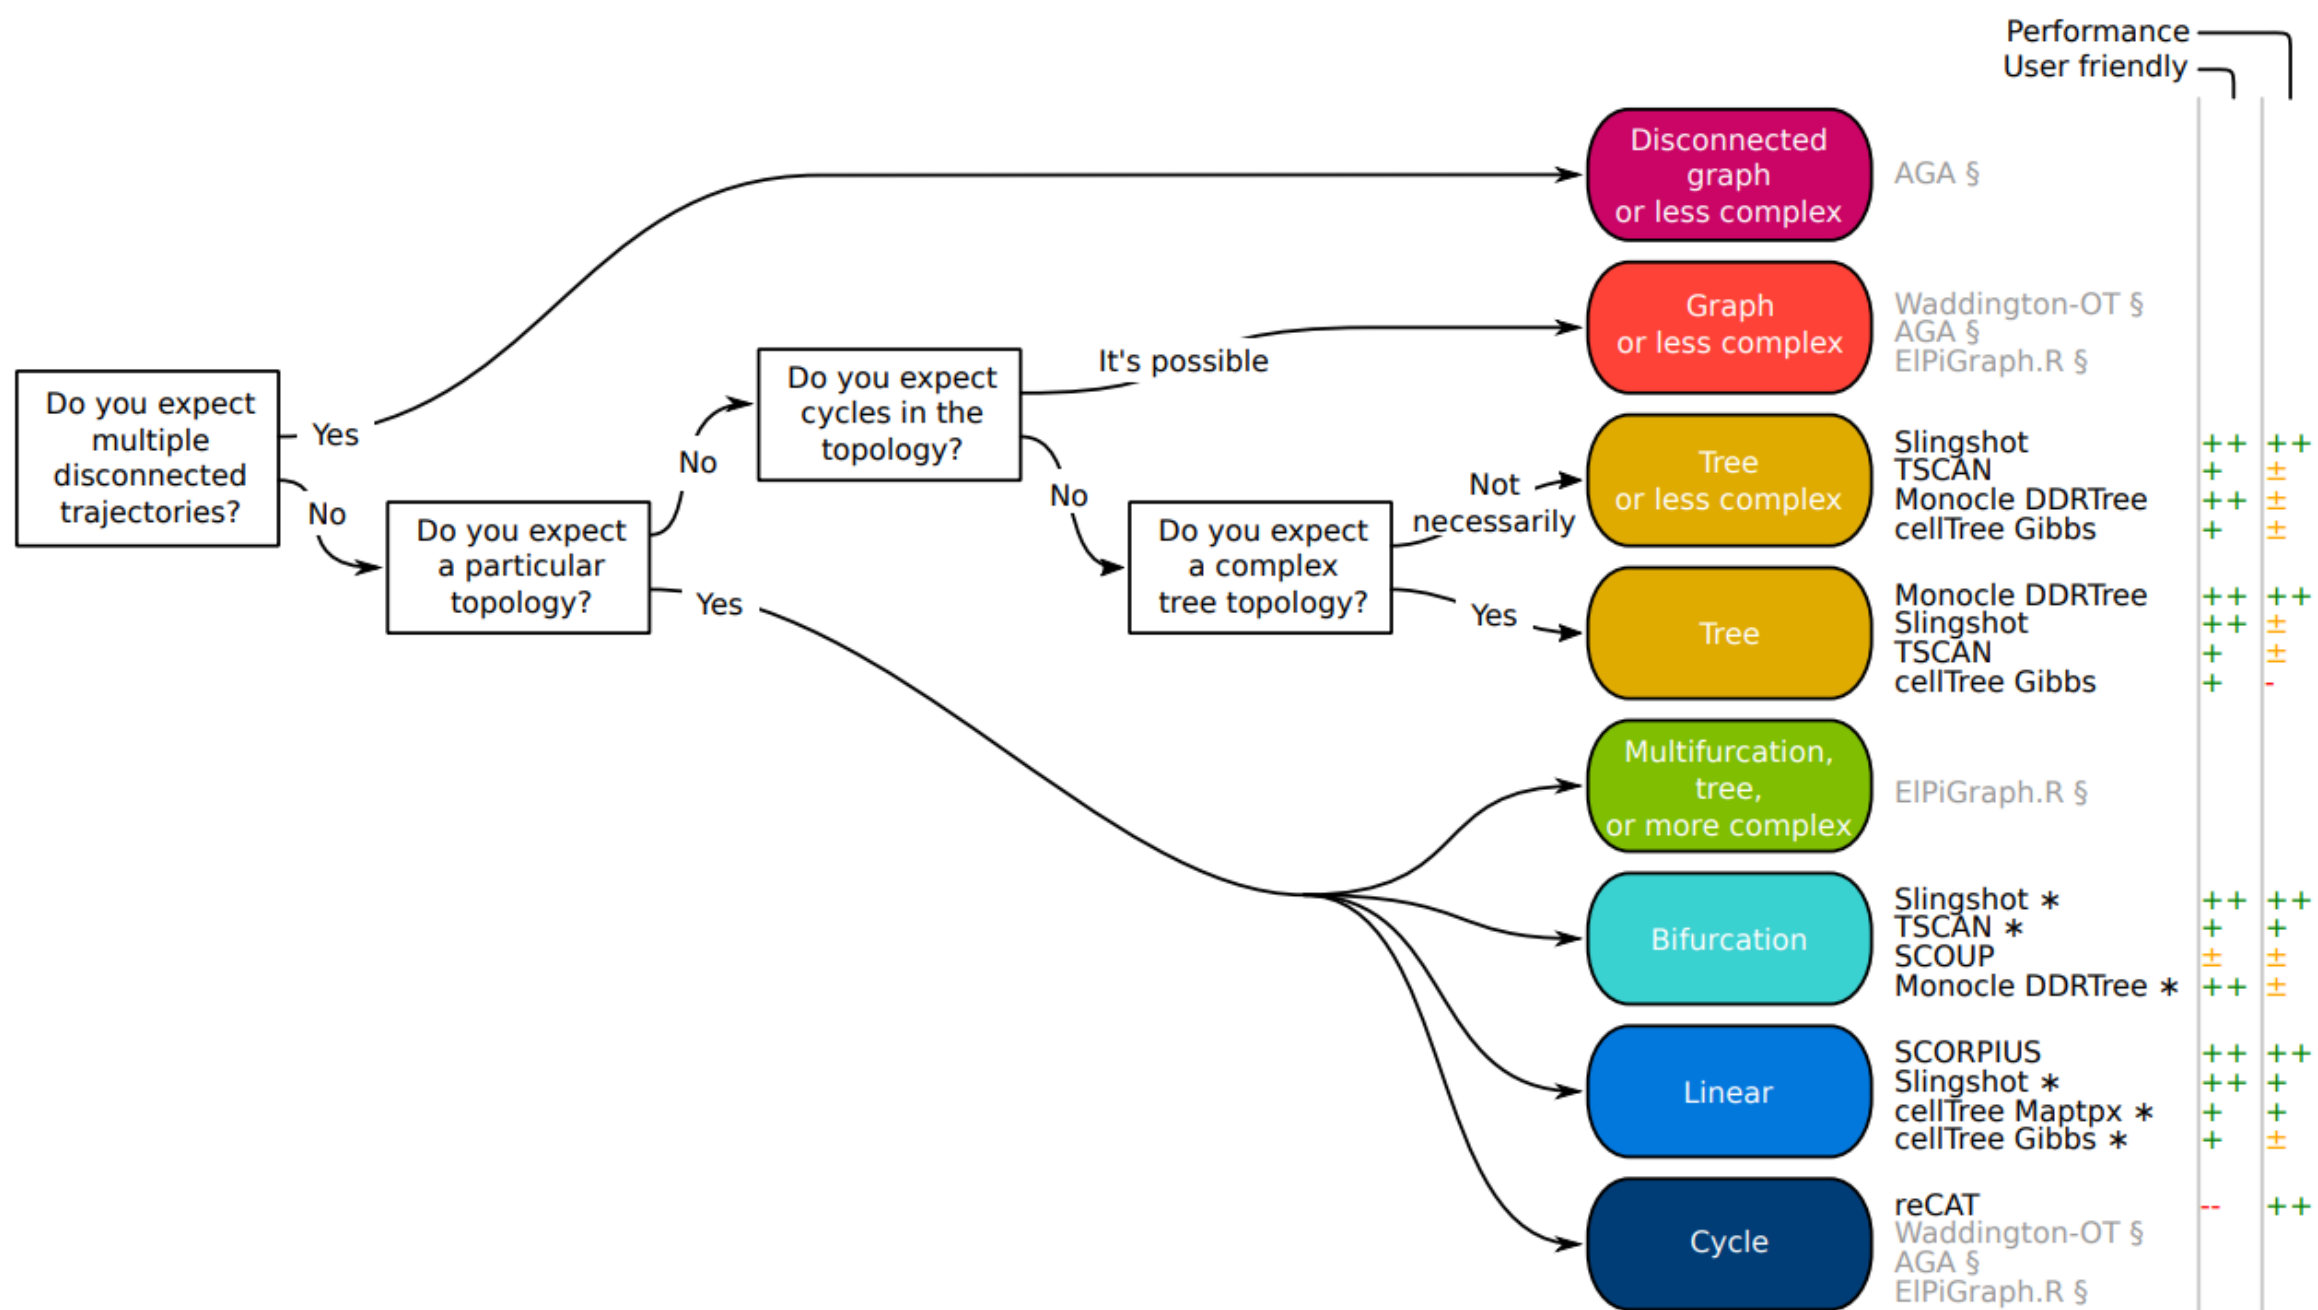 Performance
User friendly
Do you expect
multiple
disconnected
trajectories?
Yes
No
Do you expect
a particular
topology?
No
Yes
Do you expect
cycles in the
topology?
It's possible
No
Do you expect
a complex
tree topology?
Not
necessarily
Yes
Disconnected
graph
or less complex
AGA §
Graph
or less complex
Waddington-OT §
AGA §
ElPiGraph.R §
Tree
or less complex
Slingshot ++ ++
TSCAN + ±
Monocle DDRTree ++ ±
cellTree Gibbs + ±
Tree
Monocle DDRTree ++ ++
Slingshot ++ ±
TSCAN + ±
cellTree Gibbs + -
Multifurcation,
tree,
or more complex
ElPiGraph.R §
Bifurcation
Slingshot ∗ ++ ++
TSCAN ∗ + +
SCOUP ± ±
Monocle DDRTree ∗ ++ ±
Linear
SCORPIUS ++ ++
Slingshot ∗ ++ +
cellTree Maptpx ∗ + +
cellTree Gibbs ∗ + ±
Cycle
reCAT -- ++
Waddington-OT §
AGA §
ElPiGraph.R §